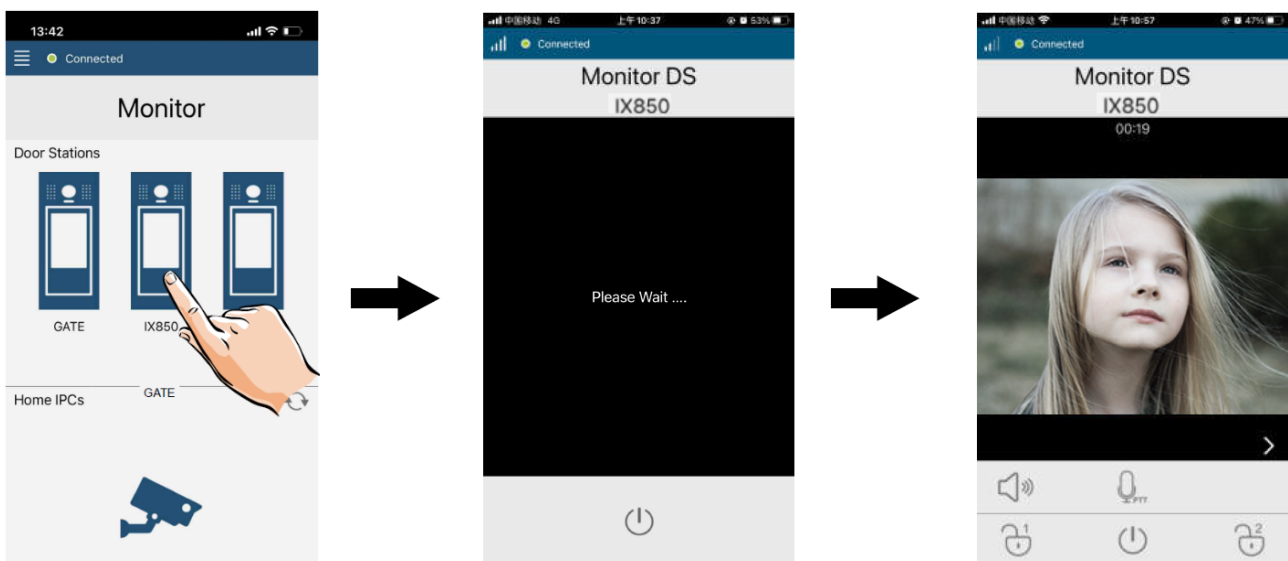 13:42
Connected
Monitor
Door Stations
GATE
IX850
GATE
Home IPCs
中国移动 4G 上午10:37 53%
Connected
Monitor DS
IX850
Please Wait ....
中国移动 上午10:57 47%
Connected
Monitor DS
IX850
00:19
PTT
1
2